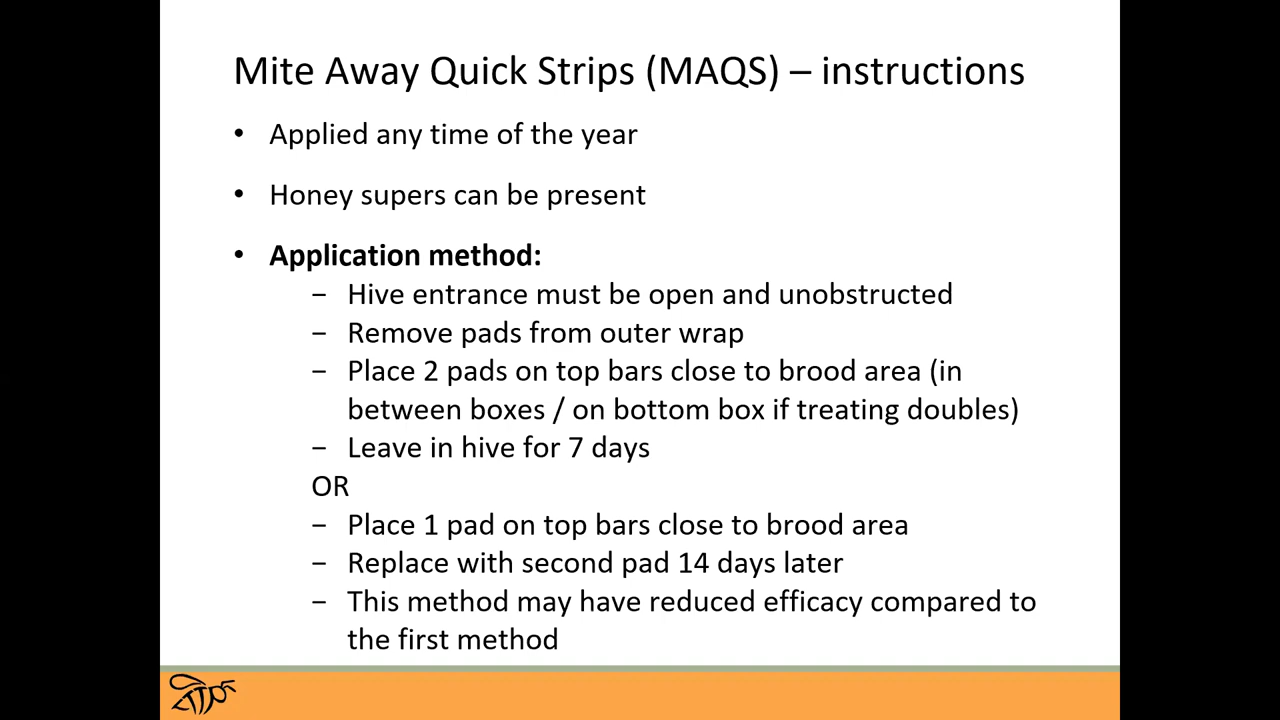 Mite Away Quick Strips (MAQS) – instructions
• Applied any time of the year
• Honey supers can be present
• Application method:
− Hive entrance must be open and unobstructed
− Remove pads from outer wrap
− Place 2 pads on top bars close to brood area (in
between boxes / on bottom box if treating doubles)
− Leave in hive for 7 days
OR
− Place 1 pad on top bars close to brood area
− Replace with second pad 14 days later
− This method may have reduced efficacy compared to
the first method